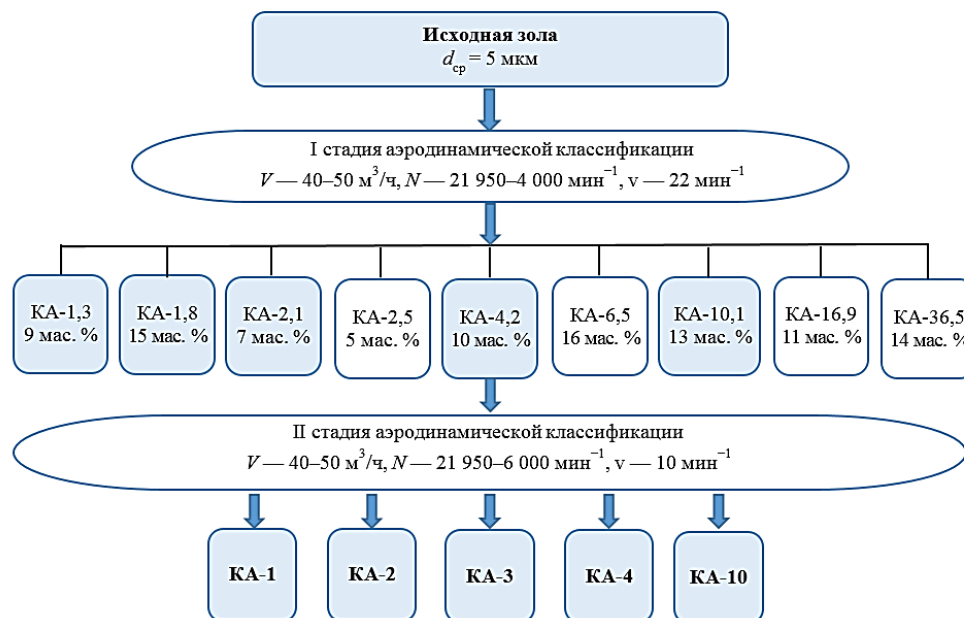 Исходная зола
dср = 5 мкм
I стадия аэродинамической классификации
V — 40–50 м³/ч, N — 21 950–4 000 мин⁻¹, v — 22 мин⁻¹
КА-1,3
9 мас. %
КА-1,8
15 мас. %
КА-2,1
7 мас. %
КА-2,5
5 мас. %
КА-4,2
10 мас. %
КА-6,5
16 мас. %
КА-10,1
13 мас. %
КА-16,9
11 мас. %
КА-36,5
14 мас. %
II стадия аэродинамической классификации
V — 40–50 м³/ч, N — 21 950–6 000 мин⁻¹, v — 10 мин⁻¹
КА-1
КА-2
КА-3
КА-4
КА-10